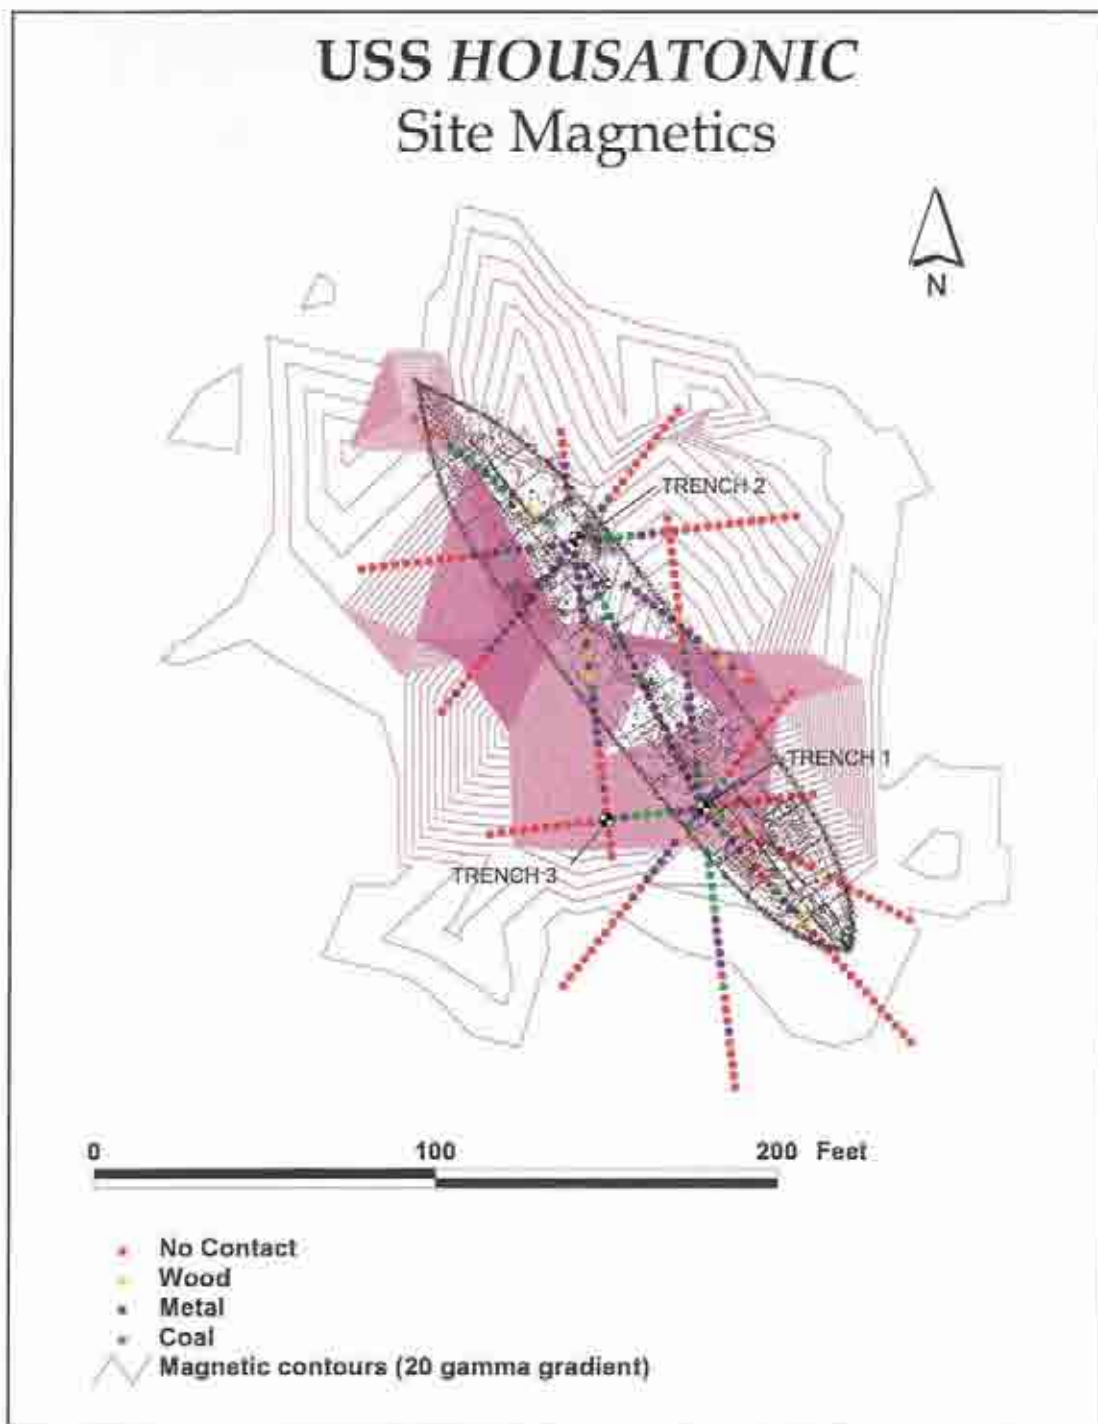 USS HOUSATONIC
Site Magnetics
N
TRENCH 2
TRENCH 1
TRENCH 3
0 100 200 Feet
No Contact
Wood
Metal
Coal
Magnetic contours (20 gamma gradient)